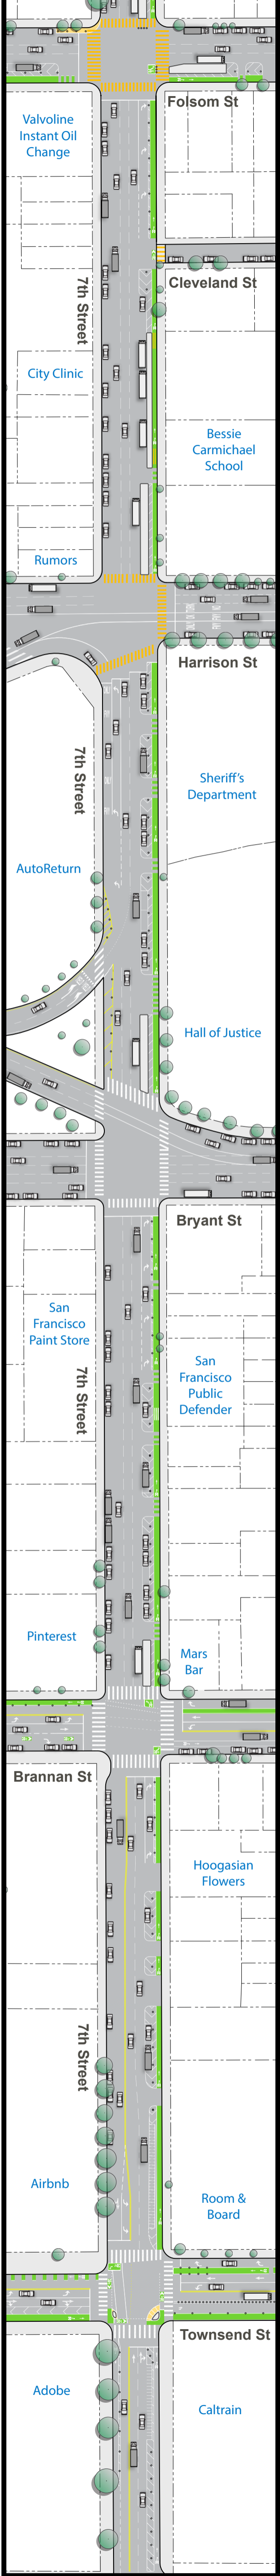 Folsom St
Valvoline
Instant Oil
Change
Cleveland St
7th Street
City Clinic
Bessie
Carmichael
School
Rumors
Harrison St
7th Street
Sheriff's
Department
AutoReturn
Hall of Justice
Bryant St
San
Francisco
Paint Store
San
Francisco
Public
Defender
7th Street
Pinterest
Mars
Bar
Brannan St
Hoogasian
Flowers
7th Street
Airbnb
Room &
Board
Townsend St
Adobe
Caltrain